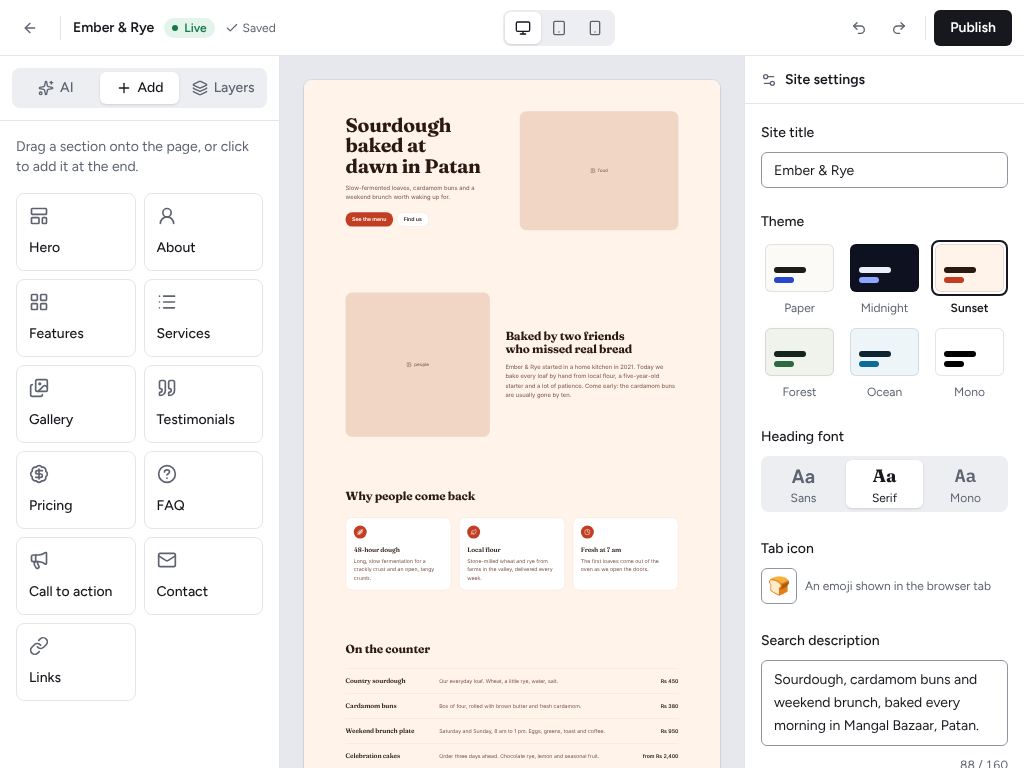 Ember & Rye
Live
Saved
Publish
AI
Add
Layers
Drag a section onto the page, or click
to add it at the end.
Hero
About
Features
Services
Gallery
Testimonials
Pricing
FAQ
Call to action
Contact
Links
Sourdough
baked at
dawn in Patan
Slow-fermented loaves, cardamom buns and a
weekend brunch worth waking up for.
See the menu
Find us
food
people
Baked by two friends
who missed real bread
Ember & Rye started in a home kitchen in 2021. Today we
bake every loaf by hand from local flour, a five-year-old
starter and a lot of patience. Come early: the cardamom buns
are usually gone by ten.
Why people come back
48-hour dough
Long, slow fermentation for a
crackly crust and an open, tangy
crumb.
Local flour
Stone-milled wheat and rye from
farms in the valley, delivered every
week.
Fresh at 7 am
The first loaves come out of the
oven as we open the doors.
On the counter
Country sourdough
Our everyday loaf. Wheat, a little rye, water, salt.
Rs 450
Cardamom buns
Box of four, rolled with brown butter and fresh cardamom.
Rs 380
Weekend brunch plate
Saturday and Sunday, 8 am to 1 pm. Eggs, greens, toast and coffee.
Rs 950
Celebration cakes
Order three days ahead. Chocolate rye, lemon and seasonal fruit.
from Rs 2,400
Site settings
Site title
Ember & Rye
Theme
Paper
Midnight
Sunset
Forest
Ocean
Mono
Heading font
Aa
Sans
Aa
Serif
Aa
Mono
Tab icon
An emoji shown in the browser tab
Search description
Sourdough, cardamom buns and
weekend brunch, baked every
morning in Mangal Bazaar, Patan.
88 / 160